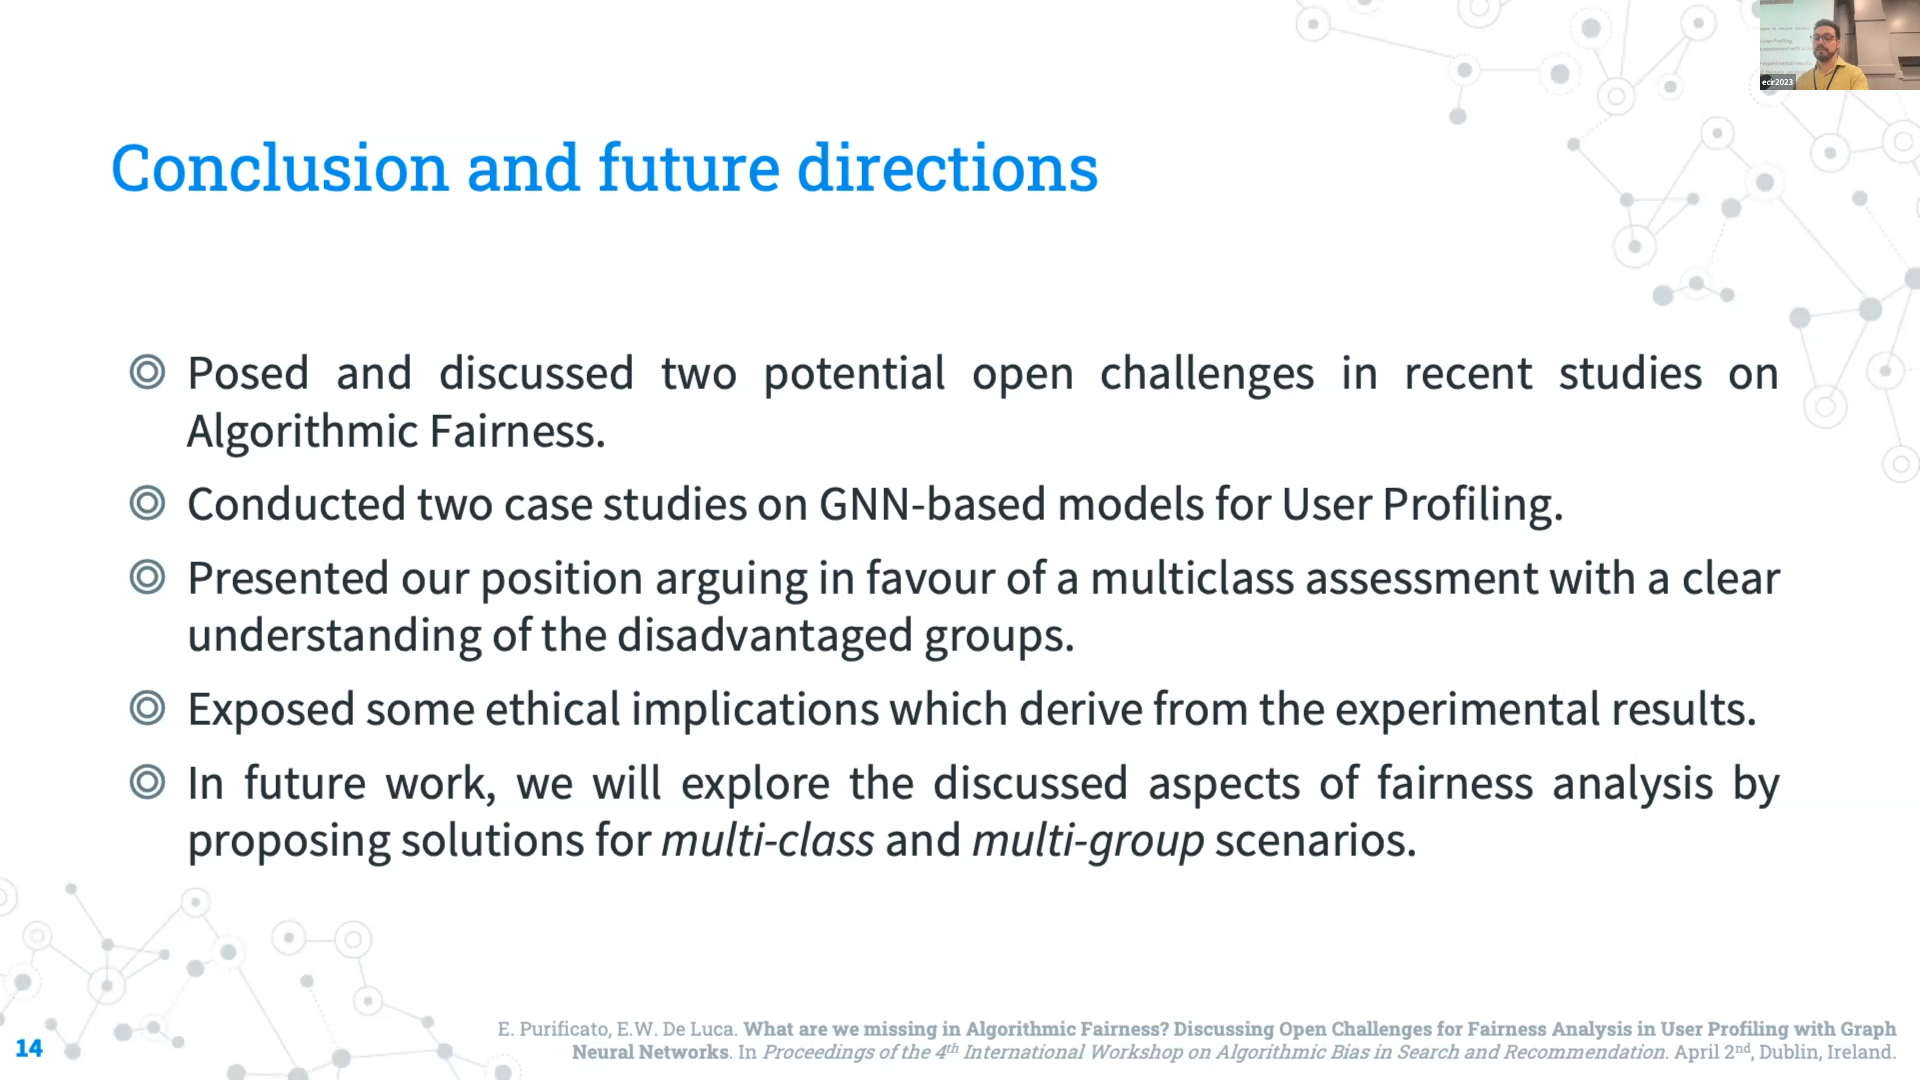 ecir2023
Conclusion and future directions
Posed and discussed two potential open challenges in recent studies on
Algorithmic Fairness.
Conducted two case studies on GNN-based models for User Profiling.
Presented our position arguing in favour of a multiclass assessment with a clear
understanding of the disadvantaged groups.
Exposed some ethical implications which derive from the experimental results.
In future work, we will explore the discussed aspects of fairness analysis by
proposing solutions for multi-class and multi-group scenarios.
E. Purificato, E.W. De Luca. What are we missing in Algorithmic Fairness? Discussing Open Challenges for Fairness Analysis in User Profiling with Graph
Neural Networks. In Proceedings of the 4th International Workshop on Algorithmic Bias in Search and Recommendation. April 2nd, Dublin, Ireland.
14